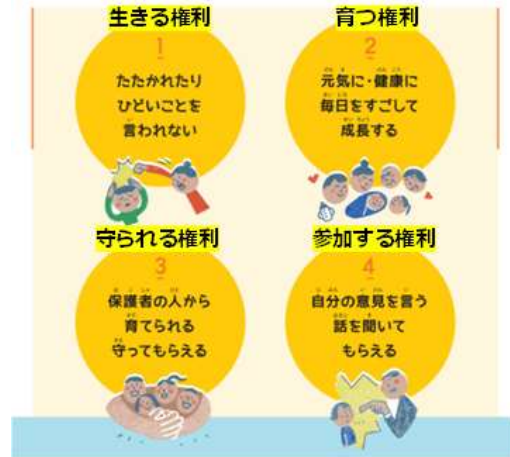 生きる権利
1
たたかれたり
ひどいことを
言われない
育つ権利
2
元気に・健康に
毎日をすごして
成長する
守られる権利
3
保護者の人から
育てられる
守ってもらえる
参加する権利
4
自分の意見を言う
話を聞いて
もらえる